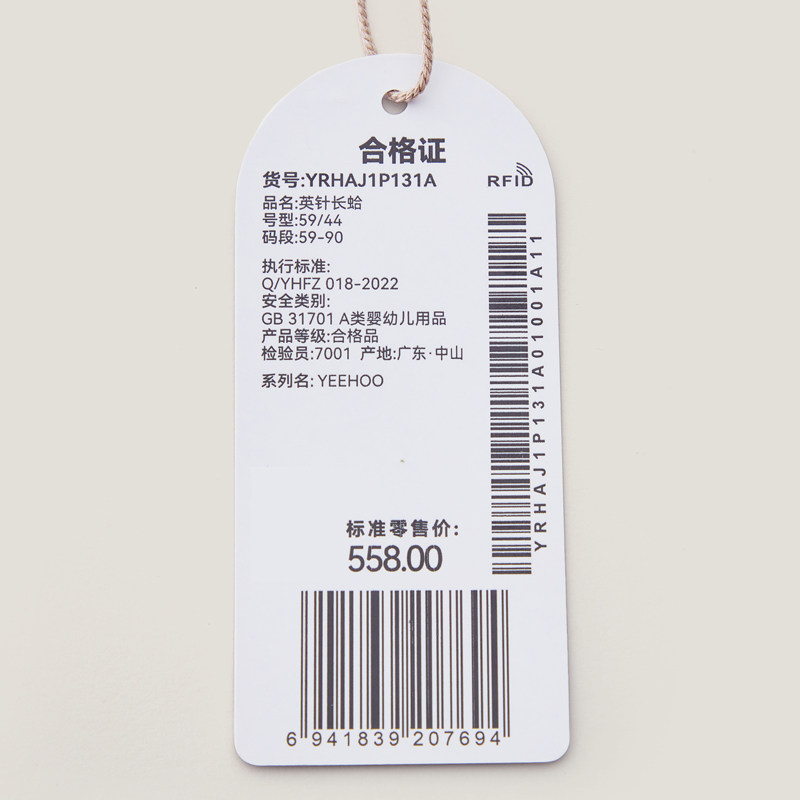 合格证
货号:YRHAJ1P131A
RFID
品名:英针长蛤
号型:59/44
码段:59-90
执行标准:
Q/YHFZ 018-2022
安全类别:
GB 31701 A类婴幼儿用品
产品等级:合格品
检验员:7001 产地:广东·中山
系列名: YEEHOO
YRHAJ1P131A01001A11
标准零售价:
558.00
6 941839 207694